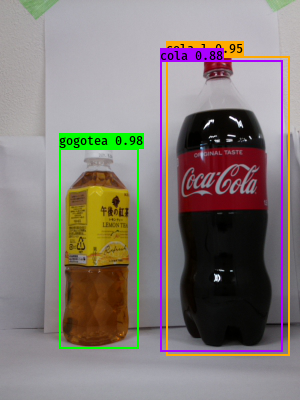 cola_l 0.95
cola 0.88
gogotea 0.98
ORIGINAL TASTE
Coca-Cola
午後の紅茶
LEMON TEA